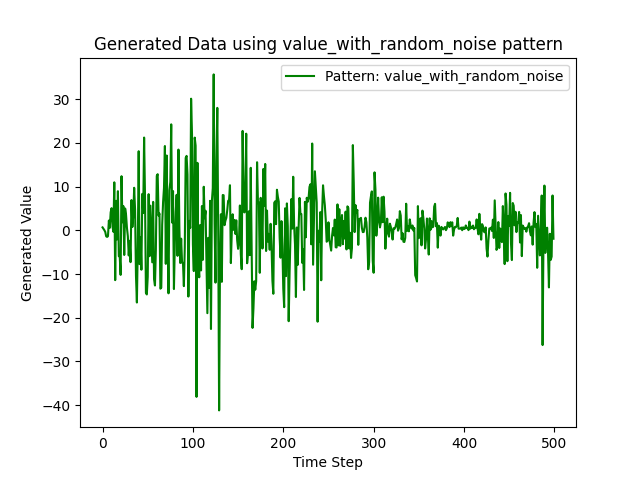 Generated Data using value_with_random_noise pattern
Pattern: value_with_random_noise
Generated Value
30
20
10
0
−10
−20
−30
−40
0 100 200 300 400 500
Time Step